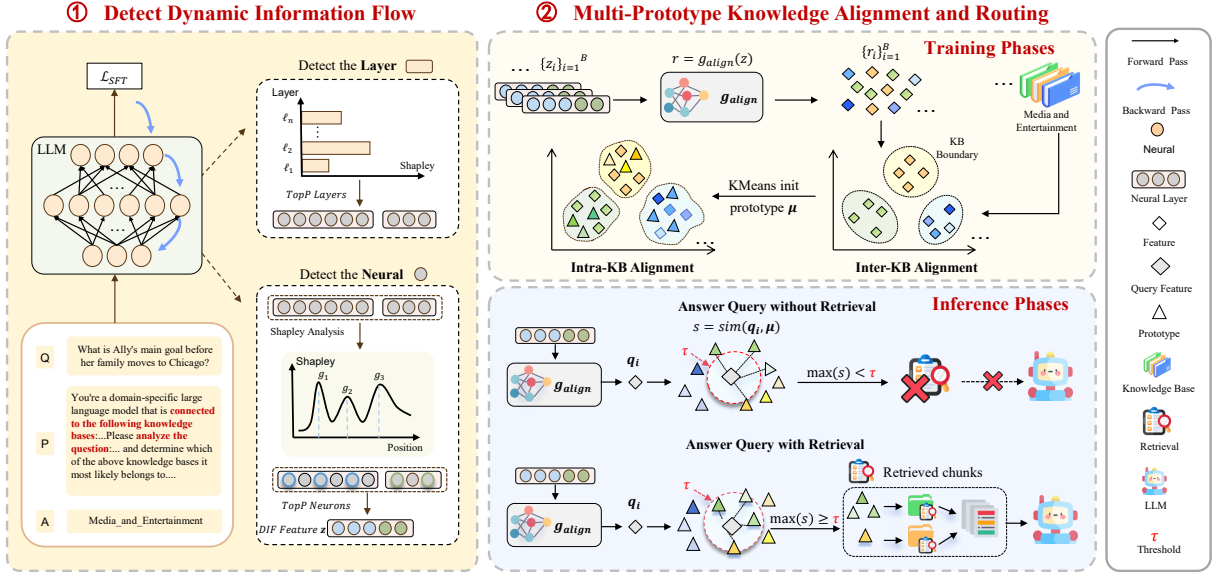 ① Detect Dynamic Information Flow
ℒ_SFT
LLM
...
...
Detect the Layer
Layer
ℓ_n
⋮
ℓ_2
ℓ_1
Shapley
TopP Layers
Detect the Neural
Shapley Analysis
Shapley
g_1
g_2
g_3
Position
TopP Neurons
DIF Feature z
Q
What is Ally's main goal before
her family moves to Chicago?
P
You're a domain-specific large
language model that is connected
to the following knowledge
bases:...Please analyze the
question:... and determine which
of the above knowledge bases it
most likely belongs to....
A
Media_and_Entertainment
② Multi-Prototype Knowledge Alignment and Routing
Training Phases
... {z_i}_{i=1}^B
r = g_align(z)
g_align
{r_i}_{i=1}^B
...
...
Media and
Entertainment
KB
Boundary
KMeans init
prototype μ
...
...
...
Intra-KB Alignment
Inter-KB Alignment
Inference Phases
Answer Query without Retrieval
s = sim(q_i, μ)
g_align
q_i
τ
max(s) < τ
Answer Query with Retrieval
g_align
q_i
τ
max(s) ≥ τ
Retrieved chunks
Forward Pass
Backward Pass
Neural
Neural Layer
Feature
Query Feature
Prototype
Knowledge Base
Retrieval
LLM
τ
Threshold